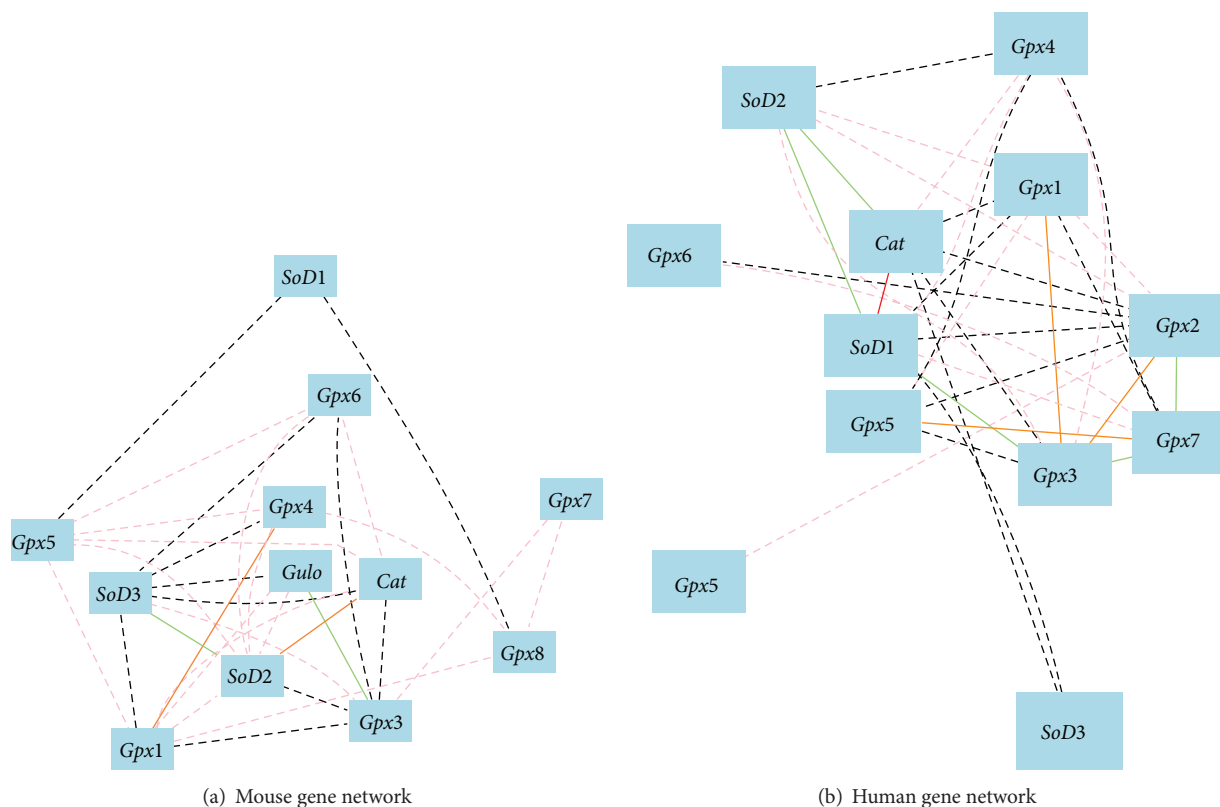 SoD1
Gpx6
Gpx4
Gpx7
Gpx5
Gulo
Cat
SoD3
Gpx8
SoD2
Gpx3
Gpx1
(a) Mouse gene network
Gpx4
SoD2
Gpx1
Cat
Gpx6
Gpx2
SoD1
Gpx5
Gpx7
Gpx3
Gpx5
SoD3
(b) Human gene network